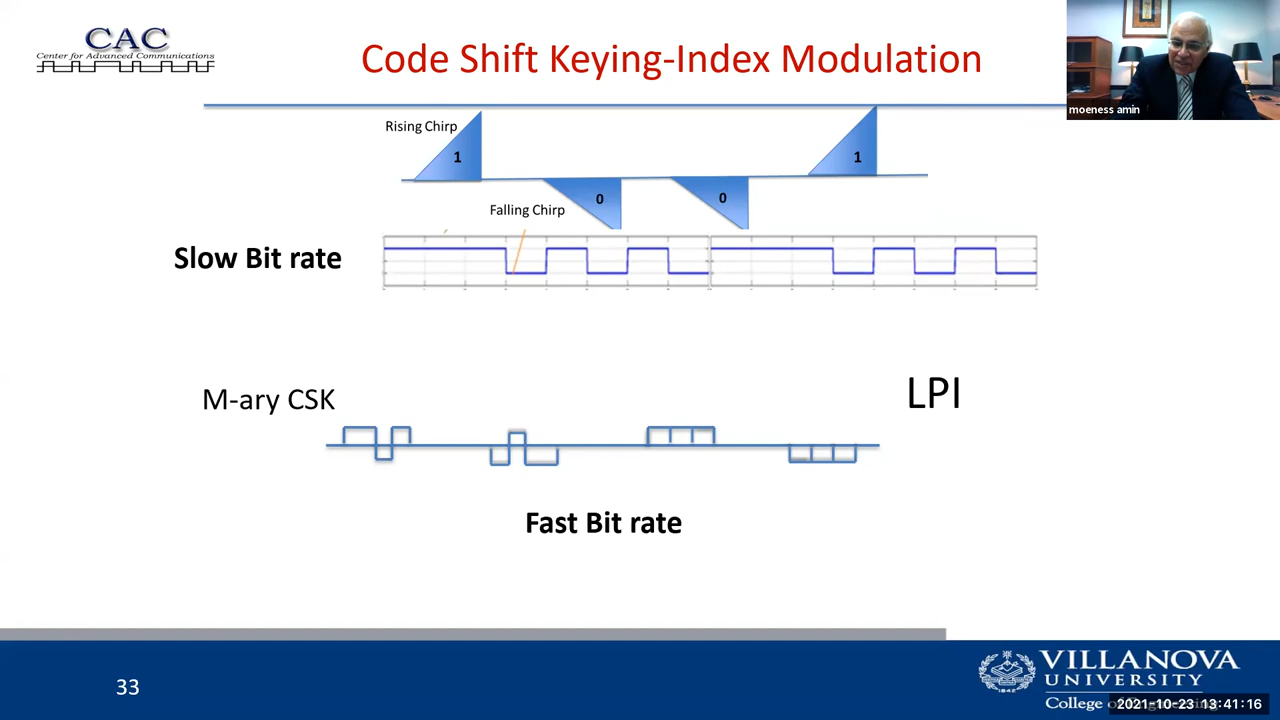 CAC
Center for Advanced Communications
Code Shift Keying-Index Modulation
moeness amin
Rising Chirp
1
1
0
0
Falling Chirp
Slow Bit rate
M-ary CSK
LPI
Fast Bit rate
33
VILLANOVA
UNIVERSITY
College of
2021-10-23 13:41:16